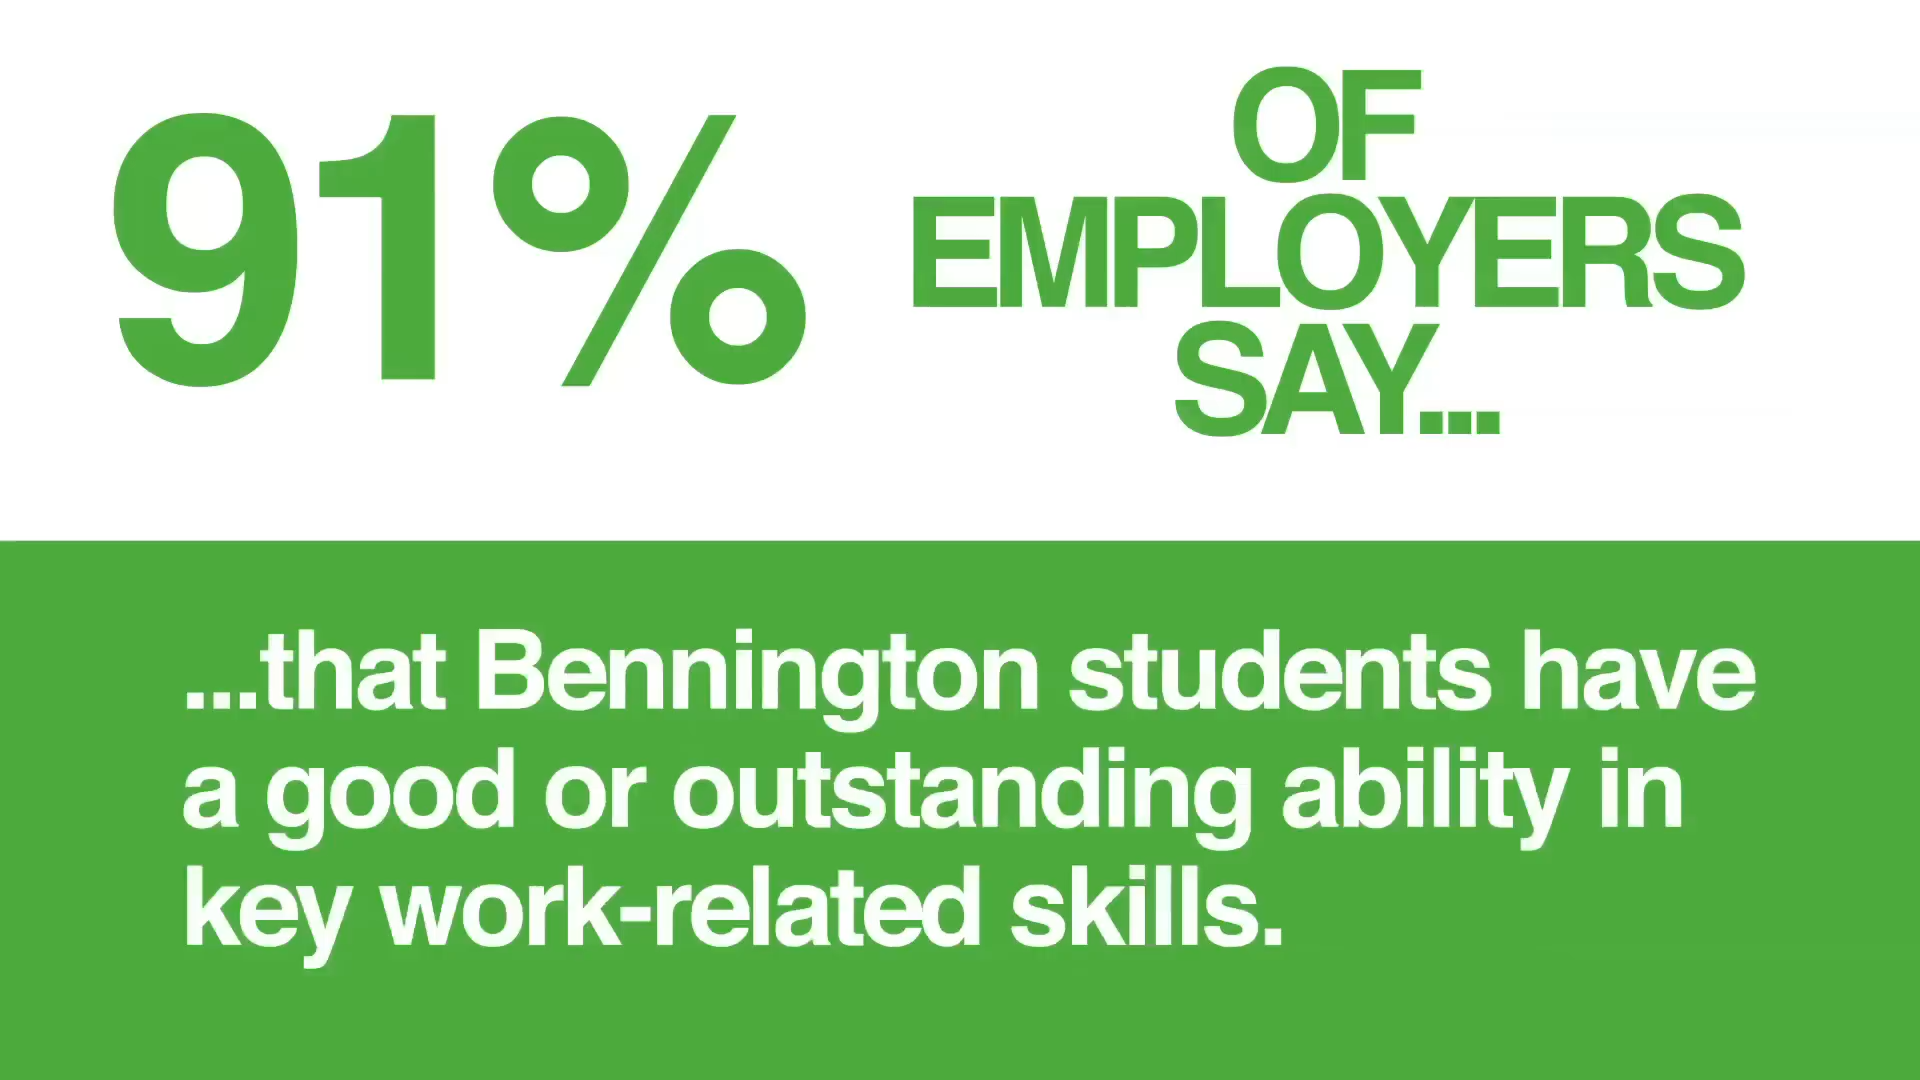 91%
OF
EMPLOYERS
SAY...
...that Bennington students have
a good or outstanding ability in
key work-related skills.